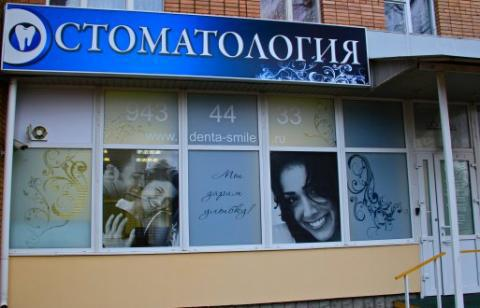 СТОМАТОЛОГИЯ
943 44 33
www.denta-smile.ru
Мы
дарим
улыбку!